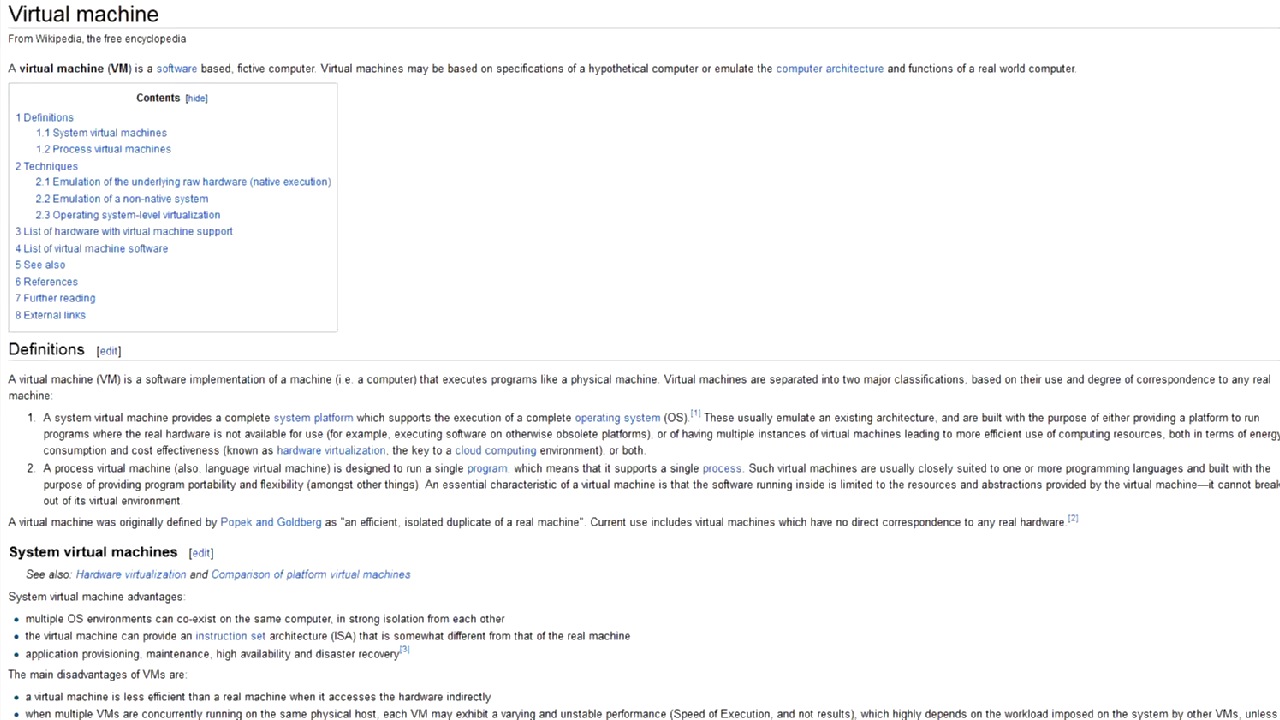 Virtual machine
From Wikipedia, the free encyclopedia
A virtual machine (VM) is a software based, fictive computer. Virtual machines may be based on specifications of a hypothetical computer or emulate the computer architecture and functions of a real world computer.
Contents [hide]
1 Definitions
1.1 System virtual machines
1.2 Process virtual machines
2 Techniques
2.1 Emulation of the underlying raw hardware (native execution)
2.2 Emulation of a non-native system
2.3 Operating system-level virtualization
3 List of hardware with virtual machine support
4 List of virtual machine software
5 See also
6 References
7 Further reading
8 External links
Definitions [edit]
A virtual machine (VM) is a software implementation of a machine (i.e. a computer) that executes programs like a physical machine. Virtual machines are separated into two major classifications, based on their use and degree of correspondence to any real
machine:
1. A system virtual machine provides a complete system platform which supports the execution of a complete operating system (OS).[1] These usually emulate an existing architecture, and are built with the purpose of either providing a platform to run
programs where the real hardware is not available for use (for example, executing software on otherwise obsolete platforms), or of having multiple instances of virtual machines leading to more efficient use of computing resources, both in terms of energy
consumption and cost effectiveness (known as hardware virtualization, the key to a cloud computing environment), or both.
2. A process virtual machine (also, language virtual machine) is designed to run a single program, which means that it supports a single process. Such virtual machines are usually closely suited to one or more programming languages and built with the
purpose of providing program portability and flexibility (amongst other things). An essential characteristic of a virtual machine is that the software running inside is limited to the resources and abstractions provided by the virtual machine—it cannot break
out of its virtual environment.
A virtual machine was originally defined by Popek and Goldberg as "an efficient, isolated duplicate of a real machine". Current use includes virtual machines which have no direct correspondence to any real hardware.[2]
System virtual machines [edit]
See also: Hardware virtualization and Comparison of platform virtual machines
System virtual machine advantages:
• multiple OS environments can co-exist on the same computer, in strong isolation from each other
• the virtual machine can provide an instruction set architecture (ISA) that is somewhat different from that of the real machine
• application provisioning, maintenance, high availability and disaster recovery[3]
The main disadvantages of VMs are:
• a virtual machine is less efficient than a real machine when it accesses the hardware indirectly
• when multiple VMs are concurrently running on the same physical host, each VM may exhibit a varying and unstable performance (Speed of Execution, and not results), which highly depends on the workload imposed on the system by other VMs, unless